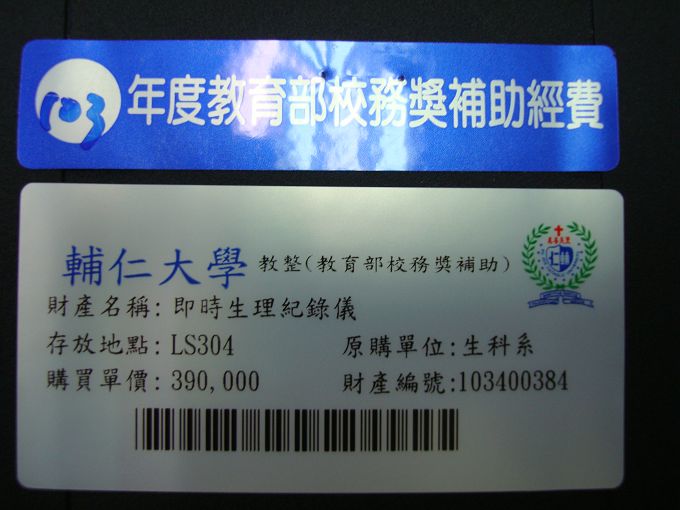 103年度教育部校務獎補助經費
輔仁大學 教整(教育部校務獎補助)
財產名稱: 即時生理紀錄儀
存放地點: LS304 原購單位: 生科系
購買單價: 390,000 財產編號:103400384